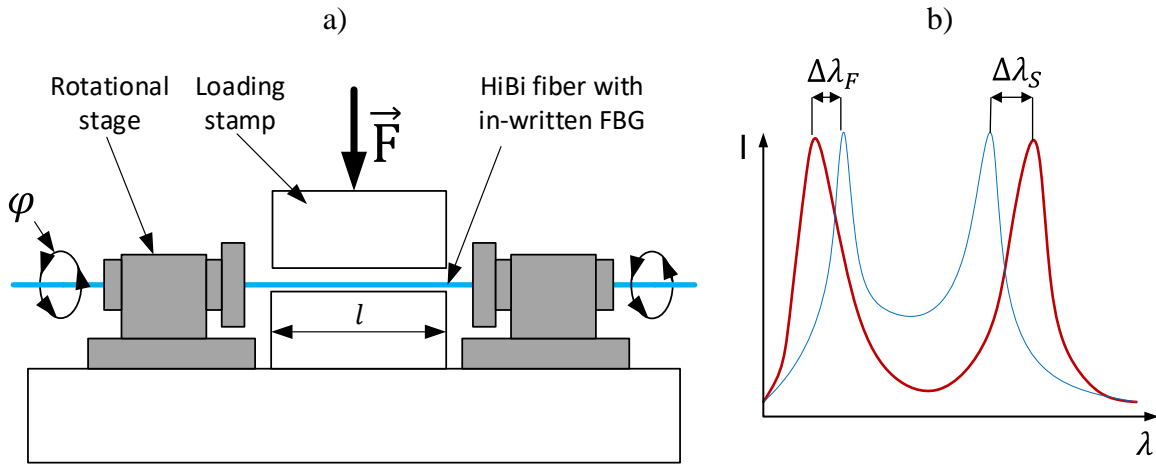 a)
b)
Rotational
stage
Loading
stamp
F
HiBi fiber with
in-written FBG
φ
l
Δλ_F
Δλ_S
I
λ